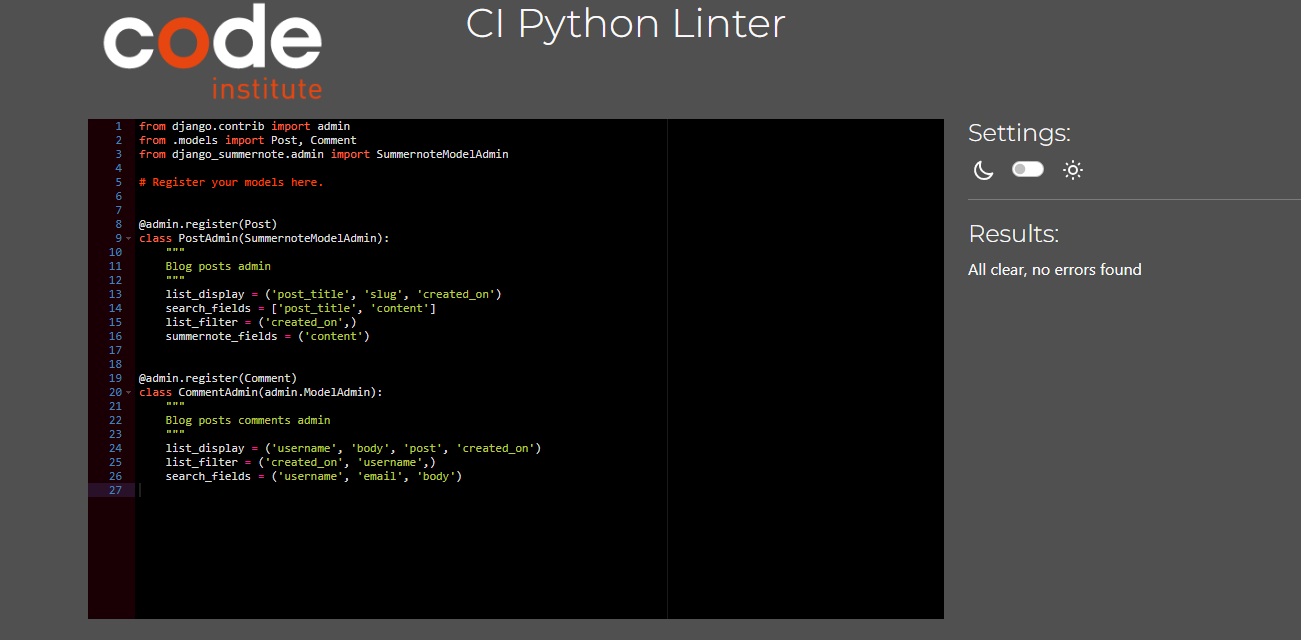 code
institute
CI Python Linter
1 from django.contrib import admin
2 from .models import Post, Comment
3 from django_summernote.admin import SummernoteModelAdmin
4
5 # Register your models here.
6
7
8 @admin.register(Post)
9 class PostAdmin(SummernoteModelAdmin):
10     """
11     Blog posts admin
12     """
13     list_display = ('post_title', 'slug', 'created_on')
14     search_fields = ['post_title', 'content']
15     list_filter = ('created_on',)
16     summernote_fields = ('content')
17
18
19 @admin.register(Comment)
20 class CommentAdmin(admin.ModelAdmin):
21     """
22     Blog posts comments admin
23     """
24     list_display = ('username', 'body', 'post', 'created_on')
25     list_filter = ('created_on', 'username',)
26     search_fields = ('username', 'email', 'body')
27
Settings:
Results:
All clear, no errors found